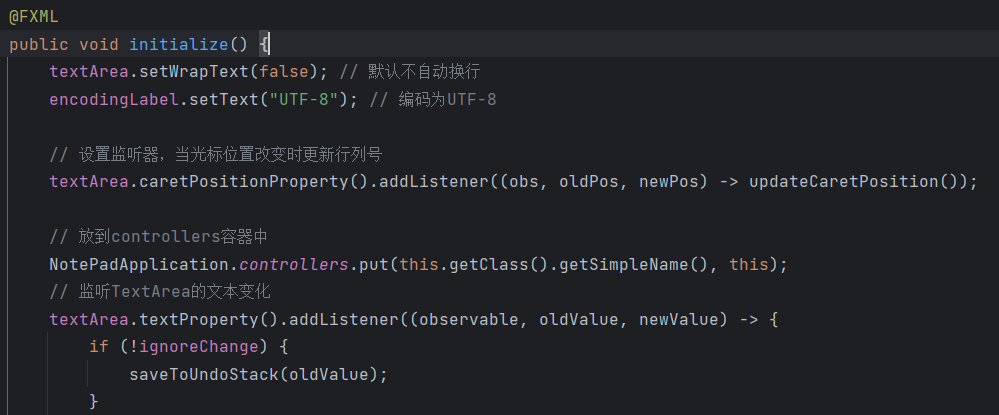 @FXML
public void initialize() {
textArea.setWrapText(false); // 默认不自动换行
encodingLabel.setText("UTF-8"); // 编码为UTF-8
// 设置监听器，当光标位置改变时更新行列号
textArea.caretPositionProperty().addListener((obs, oldPos, newPos) -> updateCaretPosition());
// 放到controllers容器中
NotePadApplication.controllers.put(this.getClass().getSimpleName(), this);
// 监听TextArea的文本变化
textArea.textProperty().addListener((observable, oldValue, newValue) -> {
if (!ignoreChange) {
saveToUndoStack(oldValue);
}